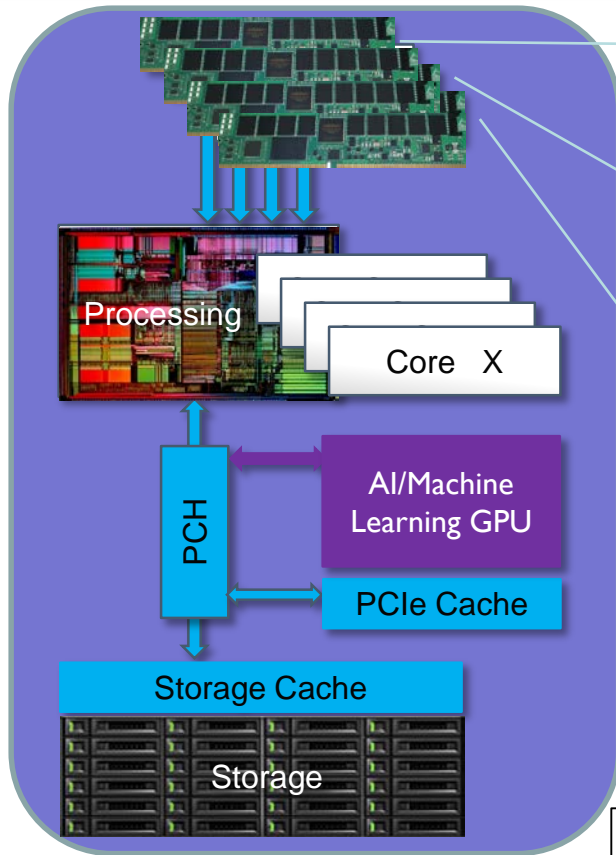 Processing
Core X
PCH
AI/Machine
Learning GPU
PCIe Cache
Storage Cache
Storage